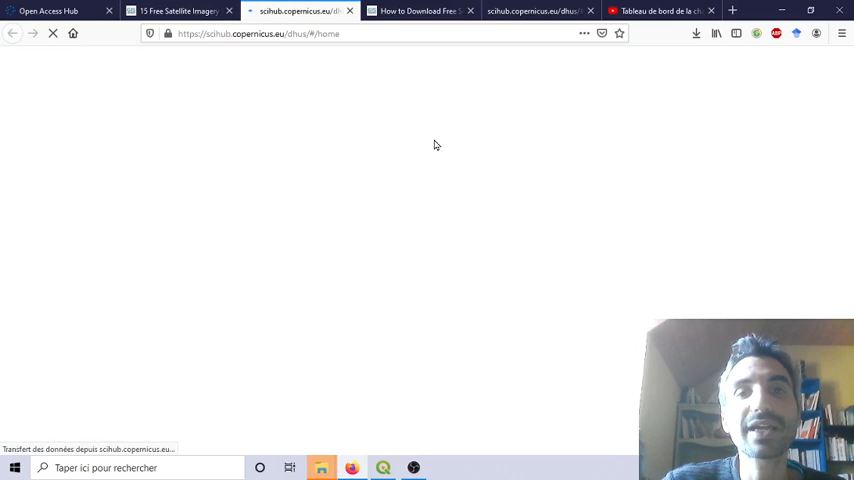 Open Access Hub
15 Free Satellite Imagery
scihub.copernicus.eu/dh
How to Download Free S
scihub.copernicus.eu/dhus/#
Tableau de bord de la cha
https://scihub.copernicus.eu/dhus/#/home
ABP
Transfert des données depuis scihub.copernicus.eu...
Taper ici pour rechercher